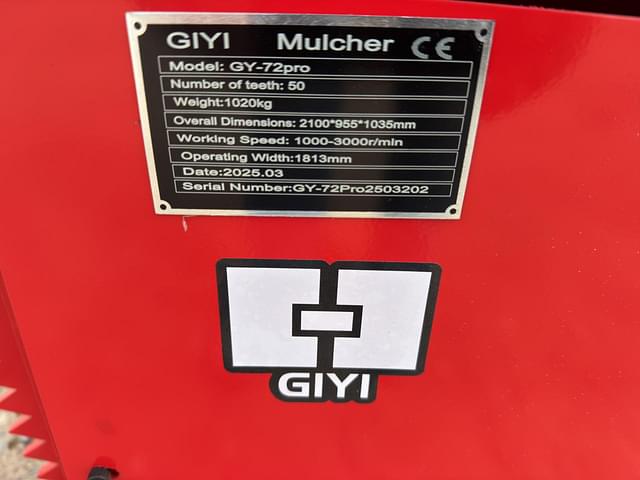 GIYI Mulcher CE
Model: GY-72pro
Number of teeth: 50
Weight:1020kg
Overall Dimensions: 2100*955*1035mm
Working Speed: 1000-3000r/min
Operating Width:1813mm
Date:2025.03
Serial Number:GY-72Pro2503202
GIYI